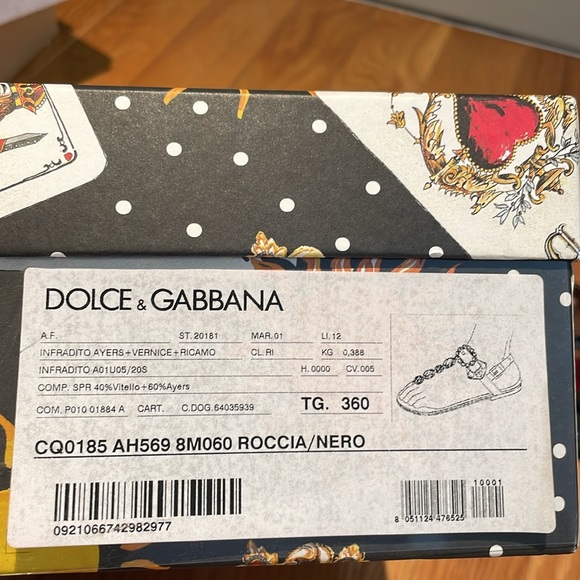 DOLCE & GABBANA
A.F. ST. 20181 MAR. 01 LI. 12
INFRADITO AYERS+VERNICE+RICAMO CL. RI KG 0,388
INFRADITO A01U05/20S H. 0000 CV. 005
COMP. SPR 40%Vitello+60%Ayers
COM. P010 01884 A CART. C.DOG. 64035939 TG. 360
CQ0185 AH569 8M060 ROCCIA/NERO
10001
0921066742982977
8 051124 476525